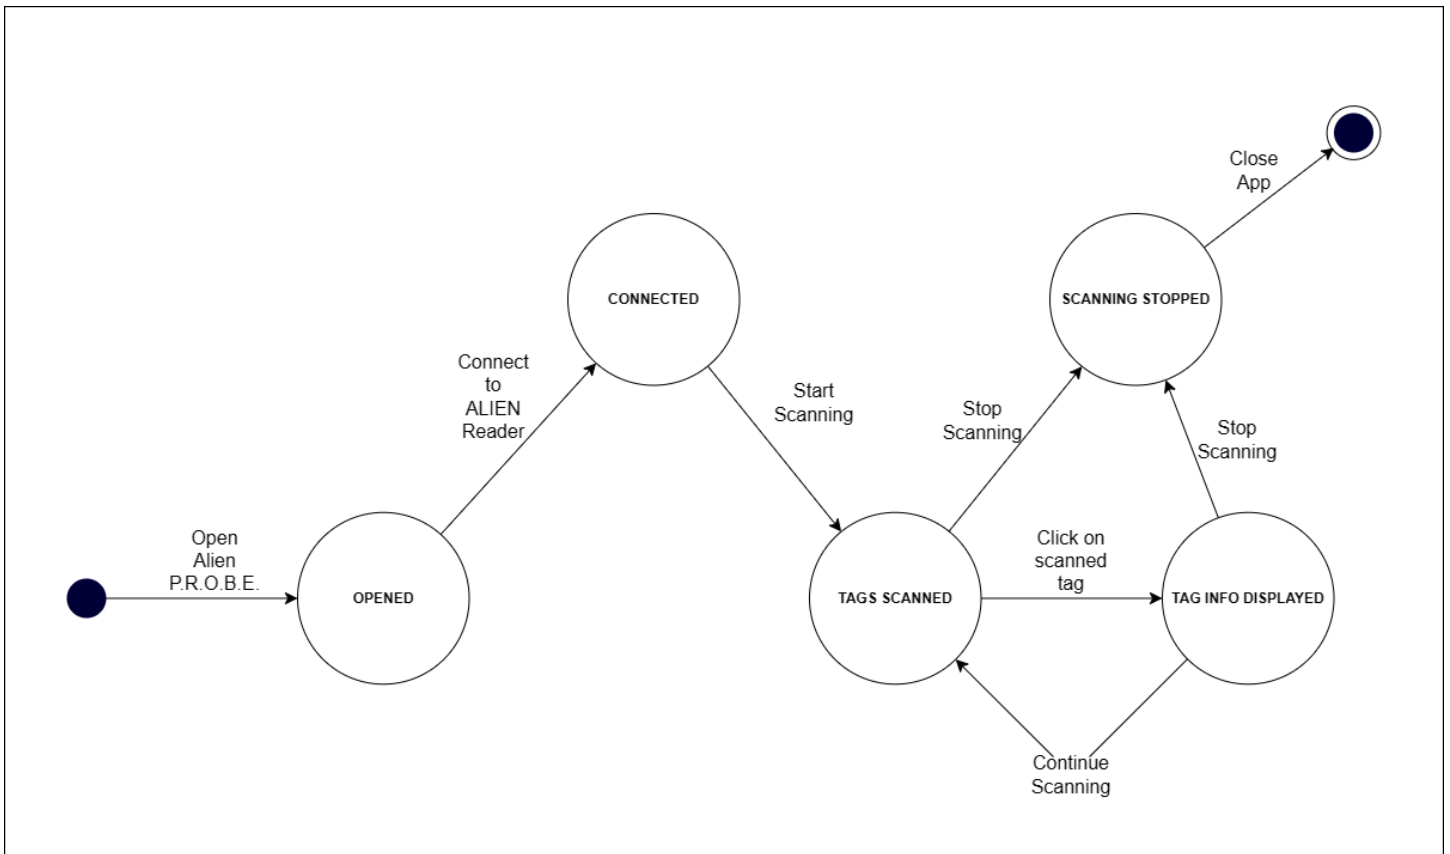 Close
App
CONNECTED
SCANNING STOPPED
Connect
to
ALIEN
Reader
Start
Scanning
Stop
Scanning
Stop
Scanning
Open
Alien
P.R.O.B.E.
Click on
scanned
tag
OPENED
TAGS SCANNED
TAG INFO DISPLAYED
Continue
Scanning